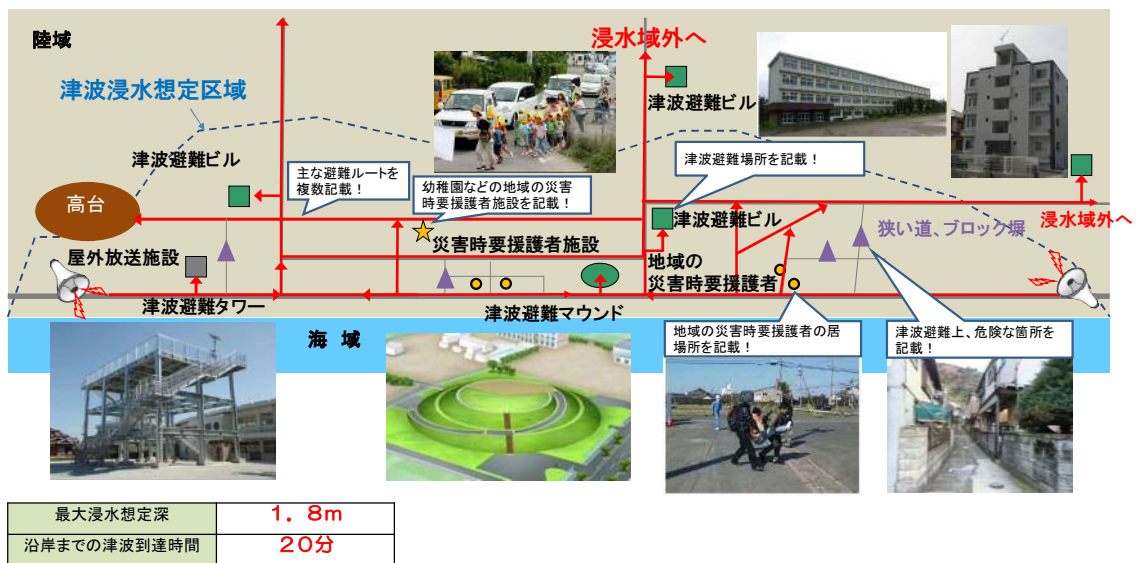 陸域
浸水域外へ
津波浸水想定区域
津波避難ビル
津波避難ビル
津波避難場所を記載！
主な避難ルートを
複数記載！
幼稚園などの地域の災害
時要援護者施設を記載！
高台
津波避難ビル
浸水域外へ
狭い道、ブロック塀
災害時要援護者施設
屋外放送施設
地域の
災害時要援護者
津波避難タワー
津波避難マウンド
海 域
地域の災害時要援護者の居
場所を記載！
津波避難上、危険な箇所を
記載！
最大浸水想定深
1．8m
沿岸までの津波到達時間
20分